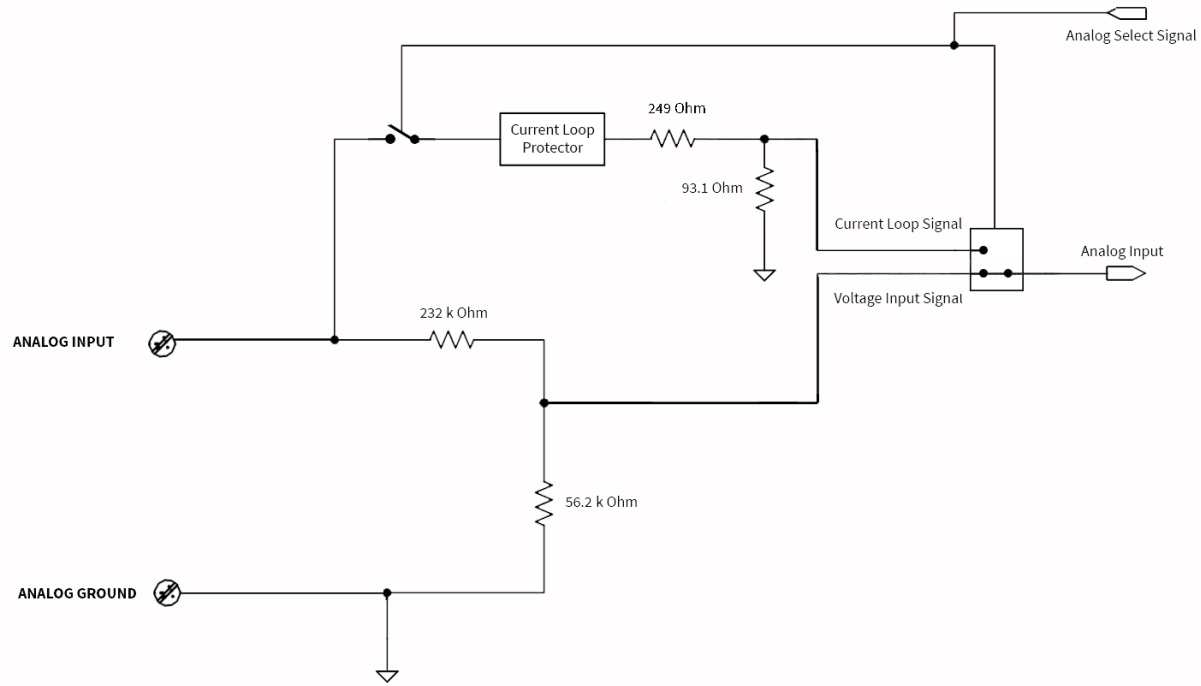 Analog Select Signal
249 Ohm
Current Loop
Protector
93.1 Ohm
Current Loop Signal
Analog Input
Voltage Input Signal
232 k Ohm
ANALOG INPUT
56.2 k Ohm
ANALOG GROUND